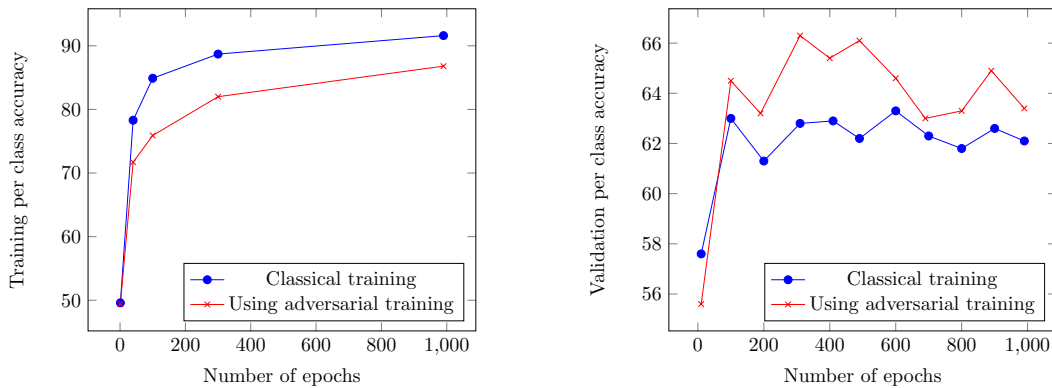 Training per class accuracy
90
80
70
60
50
0
200
400
600
800
1,000
Number of epochs
Classical training
Using adversarial training
Validation per class accuracy
66
64
62
60
58
56
0
200
400
600
800
1,000
Number of epochs
Classical training
Using adversarial training